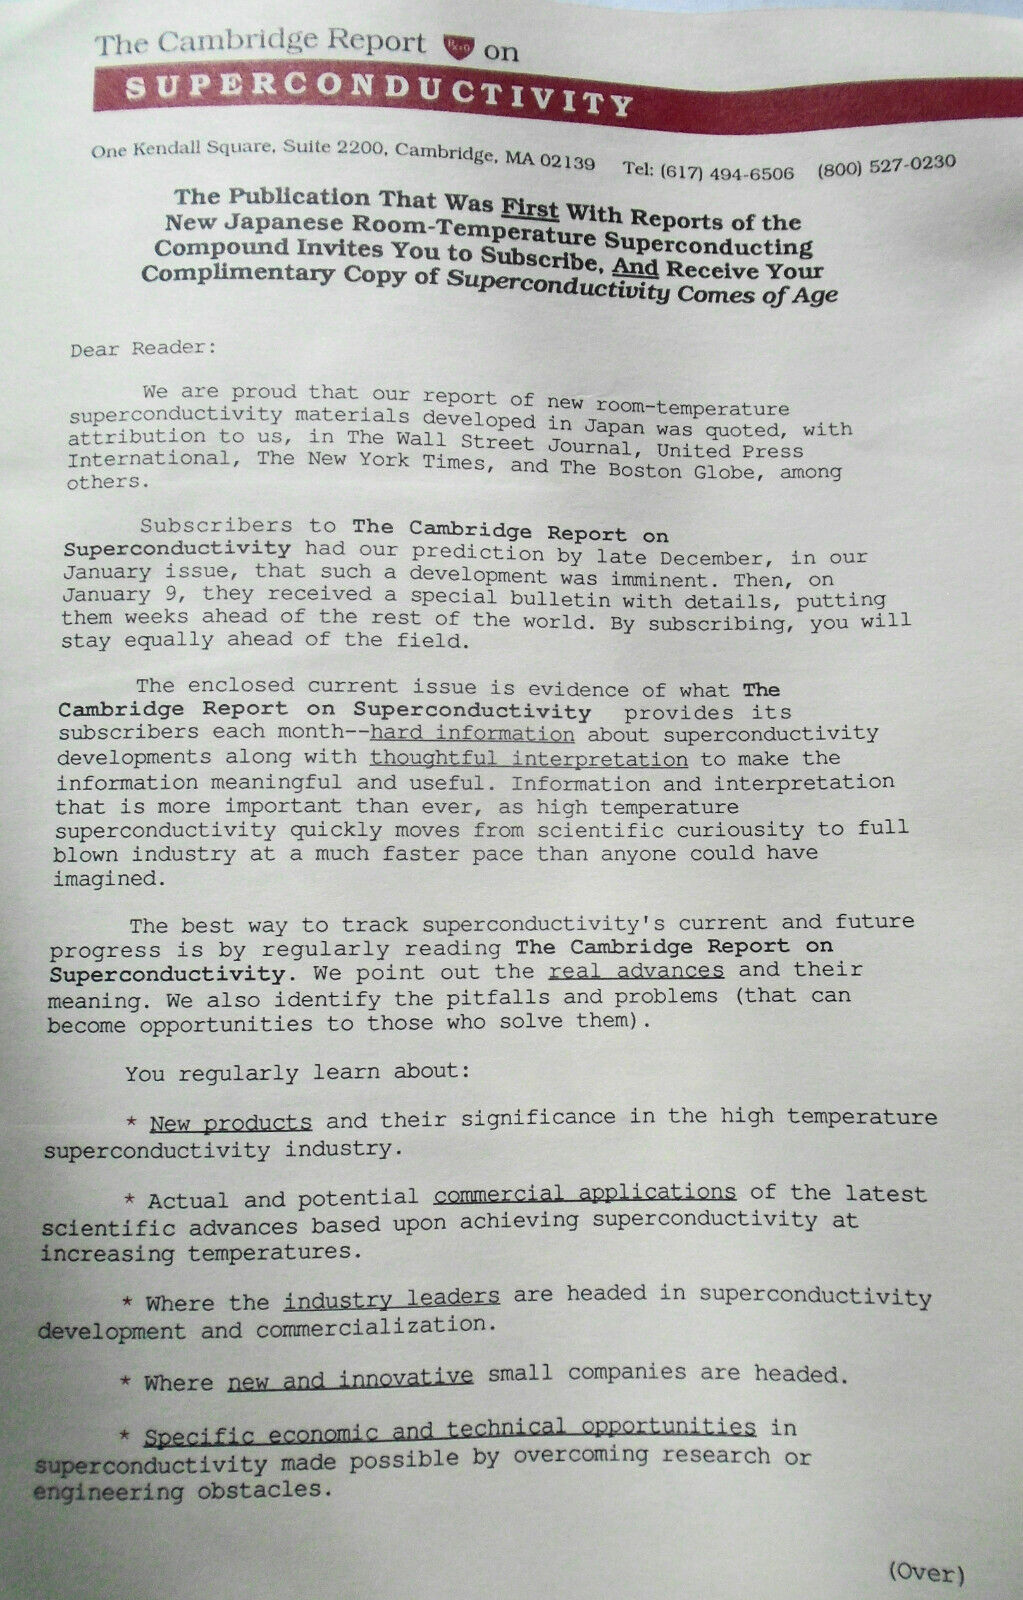 The Cambridge Report on
SUPERCONDUCTIVITY
One Kendall Square, Suite 2200, Cambridge, MA 02139 Tel: (617) 494-6506 (800) 527-0230
The Publication That Was First With Reports of the
New Japanese Room-Temperature Superconducting
Compound Invites You to Subscribe, And Receive Your
Complimentary Copy of Superconductivity Comes of Age
Dear Reader:
We are proud that our report of new room-temperature
superconductivity materials developed in Japan was quoted, with
attribution to us, in The Wall Street Journal, United Press
International, The New York Times, and The Boston Globe, among
others.
Subscribers to The Cambridge Report on
Superconductivity had our prediction by late December, in our
January issue, that such a development was imminent. Then, on
January 9, they received a special bulletin with details, putting
them weeks ahead of the rest of the world. By subscribing, you will
stay equally ahead of the field.
The enclosed current issue is evidence of what The
Cambridge Report on Superconductivity provides its
subscribers each month--hard information about superconductivity
developments along with thoughtful interpretation to make the
information meaningful and useful. Information and interpretation
that is more important than ever, as high temperature
superconductivity quickly moves from scientific curiousity to full
blown industry at a much faster pace than anyone could have
imagined.
The best way to track superconductivity's current and future
progress is by regularly reading The Cambridge Report on
Superconductivity. We point out the real advances and their
meaning. We also identify the pitfalls and problems (that can
become opportunities to those who solve them).
You regularly learn about:
* New products and their significance in the high temperature
superconductivity industry.
* Actual and potential commercial applications of the latest
scientific advances based upon achieving superconductivity at
increasing temperatures.
* Where the industry leaders are headed in superconductivity
development and commercialization.
* Where new and innovative small companies are headed.
* Specific economic and technical opportunities in
superconductivity made possible by overcoming research or
engineering obstacles.
(Over)